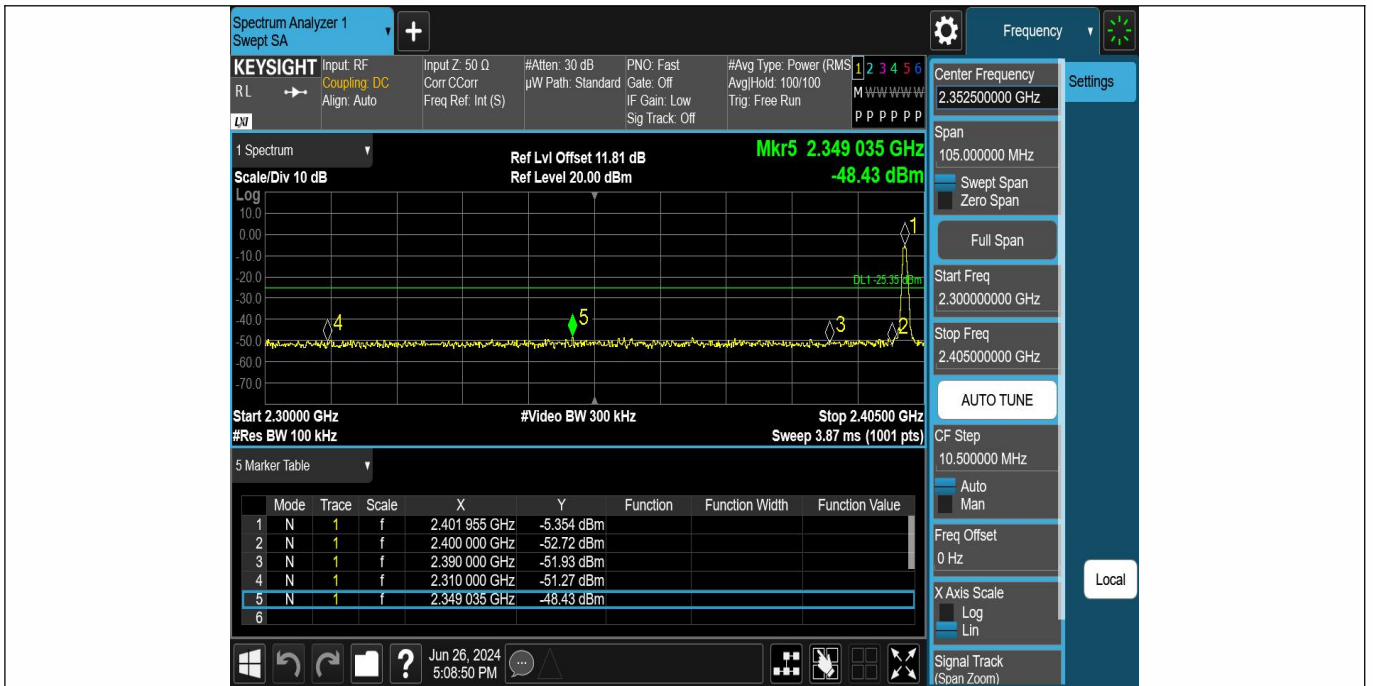 Spectrum Analyzer 1
Swept SA
+
Frequency
KEYSIGHT
RL
LXI
Input: RF
Coupling: DC
Align: Auto
Input Z: 50 Ω
Corr CCorr
Freq Ref: Int (S)
#Atten: 30 dB
µW Path: Standard
PNO: Fast
Gate: Off
IF Gain: Low
Sig Track: Off
#Avg Type: Power (RMS
Avg|Hold: 100/100
Trig: Free Run
1 2 3 4 5 6
M W W W W W
P P P P P P
1 Spectrum
Scale/Div 10 dB
Ref Lvl Offset 11.81 dB
Ref Level 20.00 dBm
Mkr5 2.349 035 GHz
-48.43 dBm
Log
10.0
0.00
-10.0
-20.0
-30.0
-40.0
-50.0
-60.0
-70.0
1
DL1 -25.35 dBm
4
5
3
2
Start 2.30000 GHz
#Video BW 300 kHz
Stop 2.40500 GHz
#Res BW 100 kHz
Sweep 3.87 ms (1001 pts)
5 Marker Table
Mode Trace Scale X Y Function Function Width Function Value
1 N 1 f 2.401 955 GHz -5.354 dBm
2 N 1 f 2.400 000 GHz -52.72 dBm
3 N 1 f 2.390 000 GHz -51.93 dBm
4 N 1 f 2.310 000 GHz -51.27 dBm
5 N 1 f 2.349 035 GHz -48.43 dBm
6
?
Jun 26, 2024
5:08:50 PM
Center Frequency
2.352500000 GHz
Settings
Span
105.000000 MHz
Swept Span
Zero Span
Full Span
Start Freq
2.300000000 GHz
Stop Freq
2.405000000 GHz
AUTO TUNE
CF Step
10.500000 MHz
Auto
Man
Freq Offset
0 Hz
Local
X Axis Scale
Log
Lin
Signal Track
(Span Zoom)